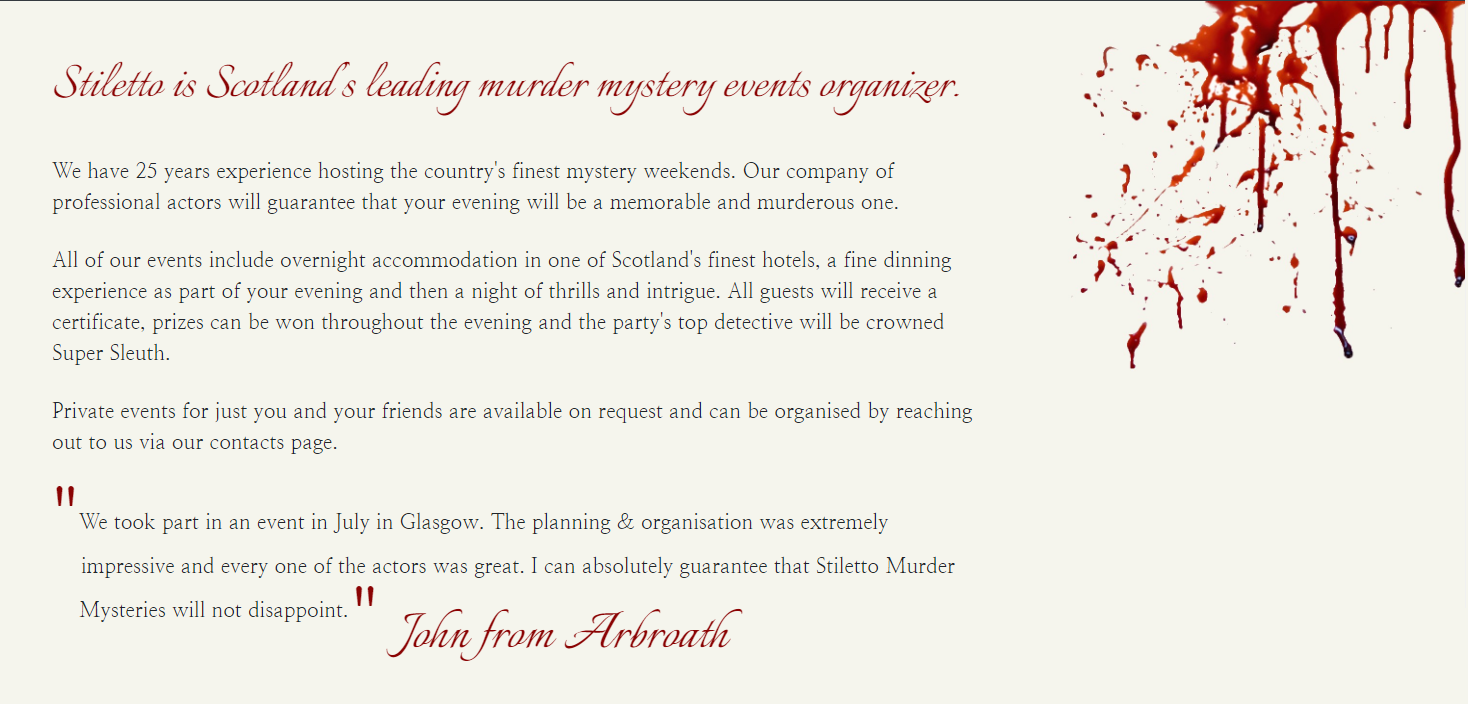 Stiletto is Scotland's leading murder mystery events organizer.
We have 25 years experience hosting the country's finest mystery weekends. Our company of
professional actors will guarantee that your evening will be a memorable and murderous one.
All of our events include overnight accommodation in one of Scotland's finest hotels, a fine dinning
experience as part of your evening and then a night of thrills and intrigue. All guests will receive a
certificate, prizes can be won throughout the evening and the party's top detective will be crowned
Super Sleuth.
Private events for just you and your friends are available on request and can be organised by reaching
out to us via our contacts page.
"We took part in an event in July in Glasgow. The planning & organisation was extremely
impressive and every one of the actors was great. I can absolutely guarantee that Stiletto Murder
Mysteries will not disappoint." John from Arbroath